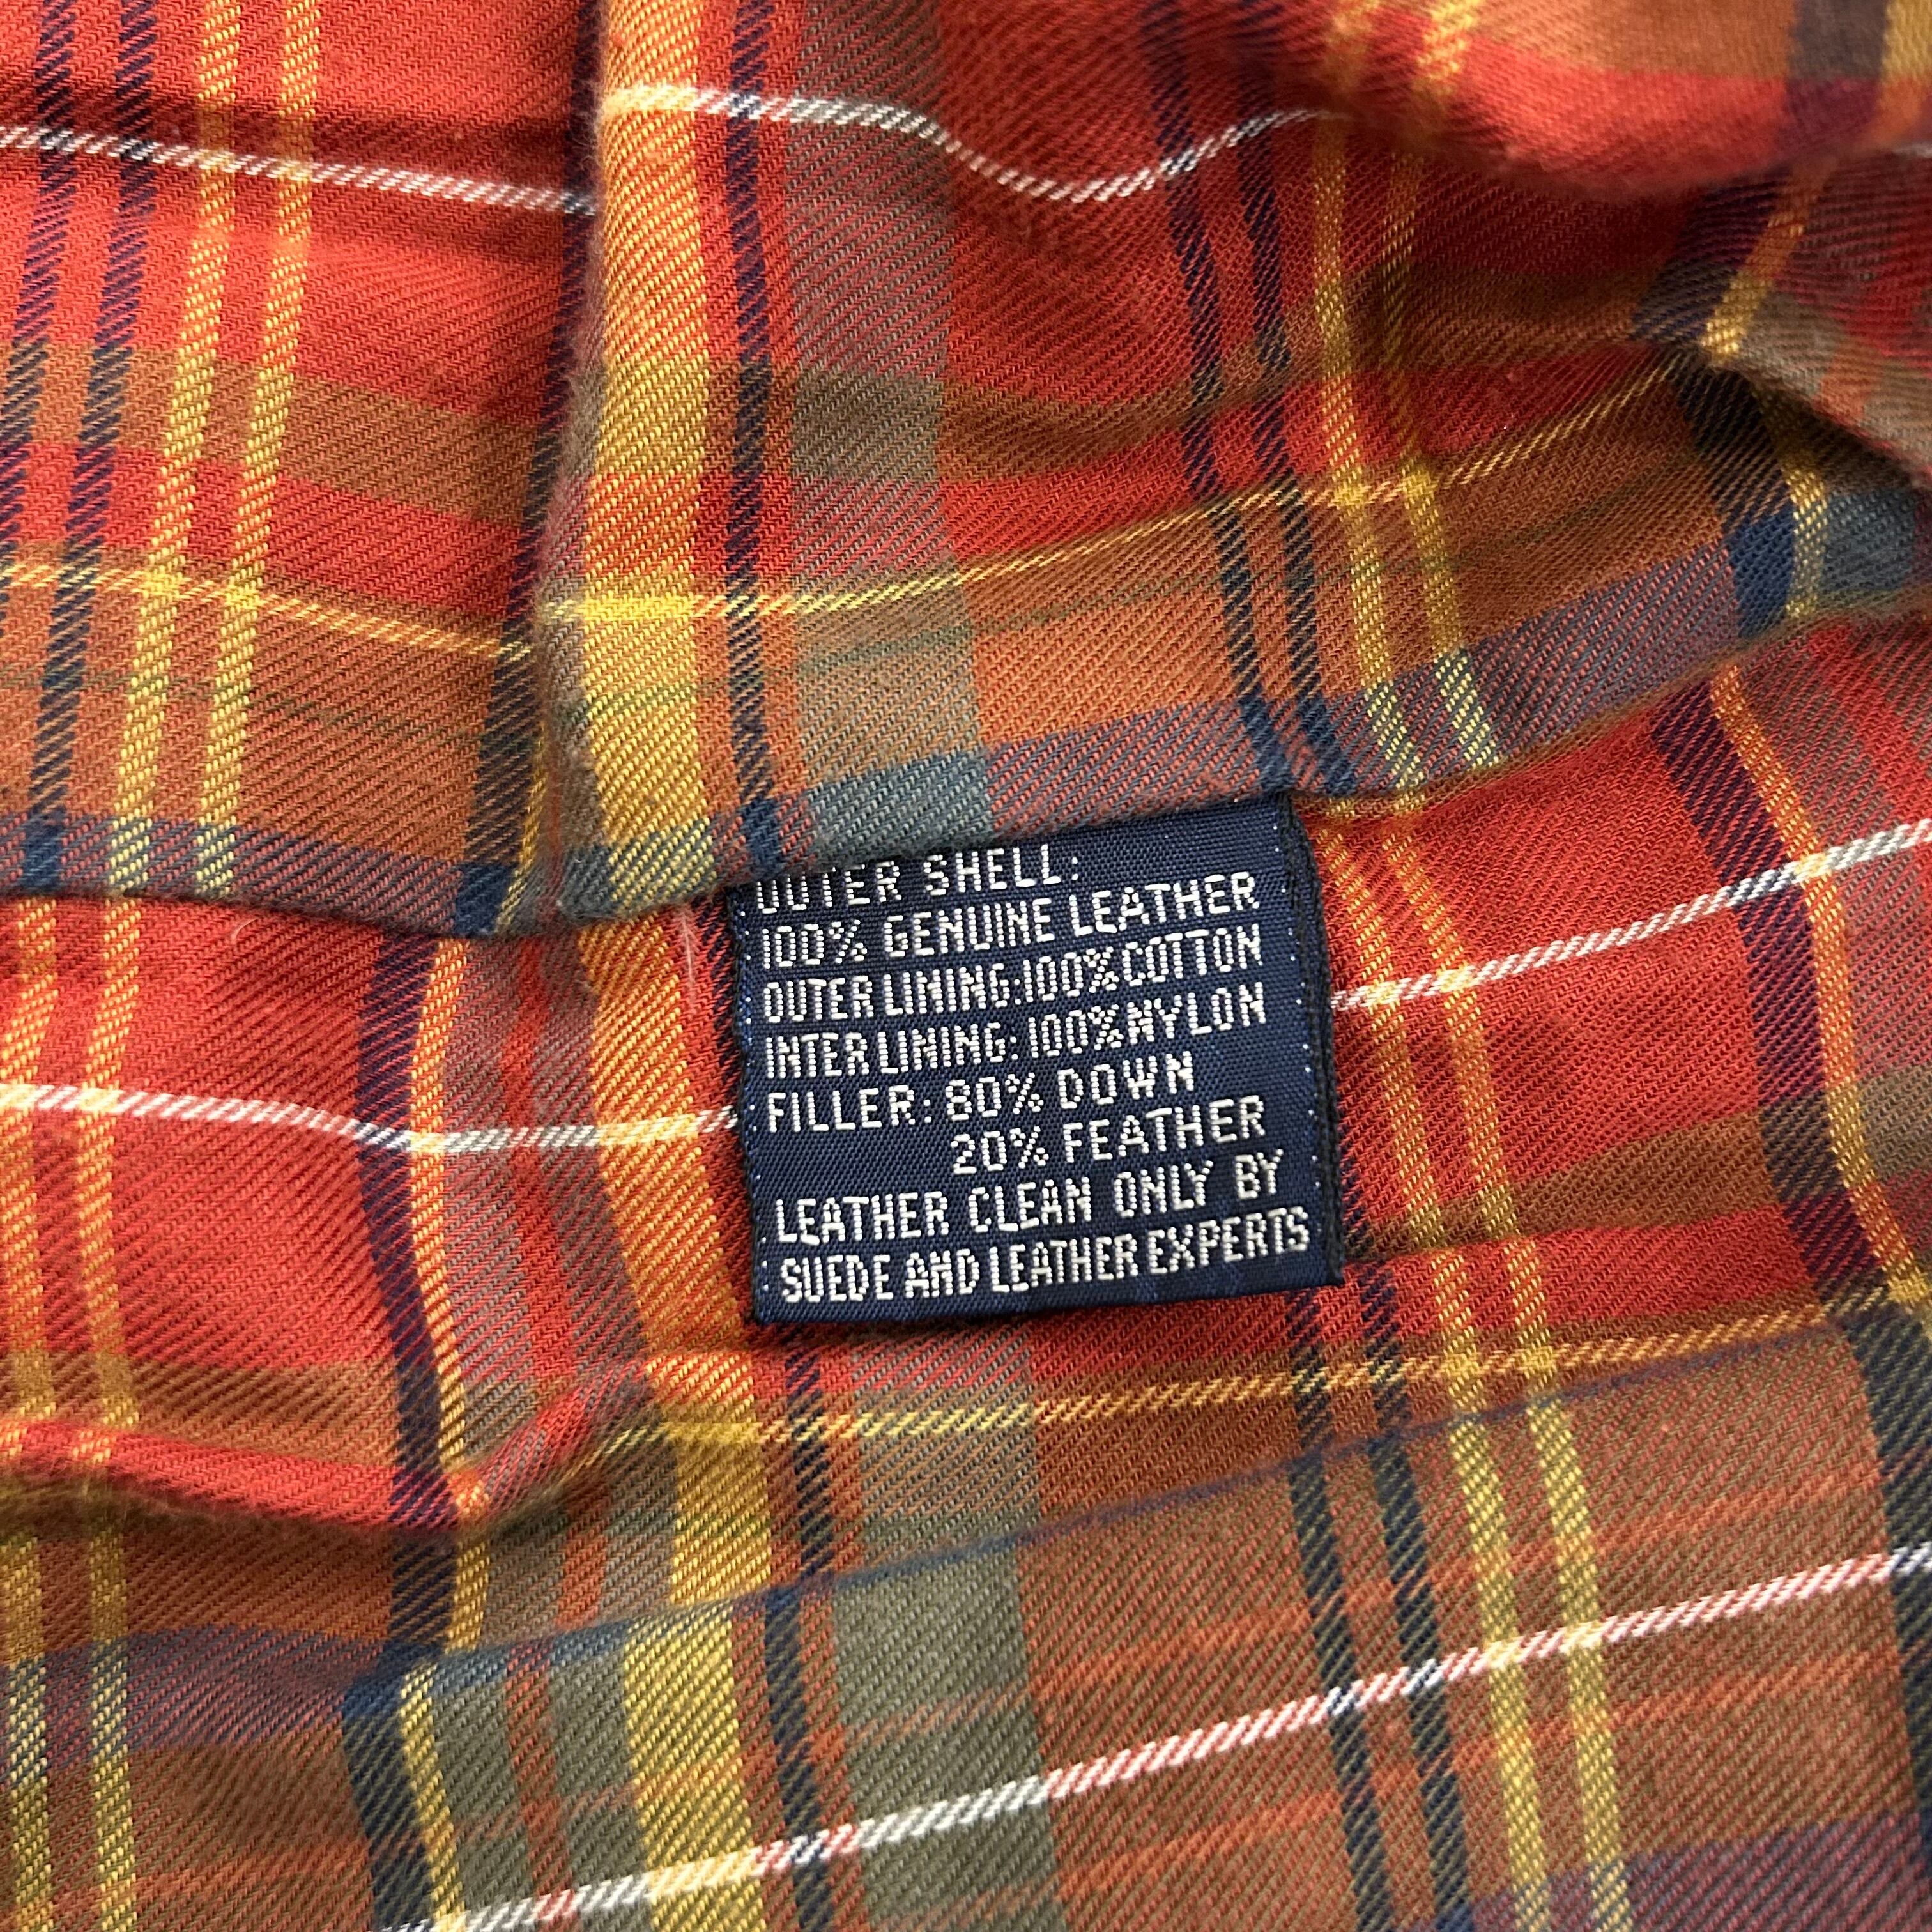 OUTER SHELL:
100% GENUINE LEATHER
OUTER LINING:100%COTTON
INTER LINING: 100%NYLON
FILLER: 80% DOWN
20% FEATHER
LEATHER CLEAN ONLY BY
SUEDE AND LEATHER EXPERTS